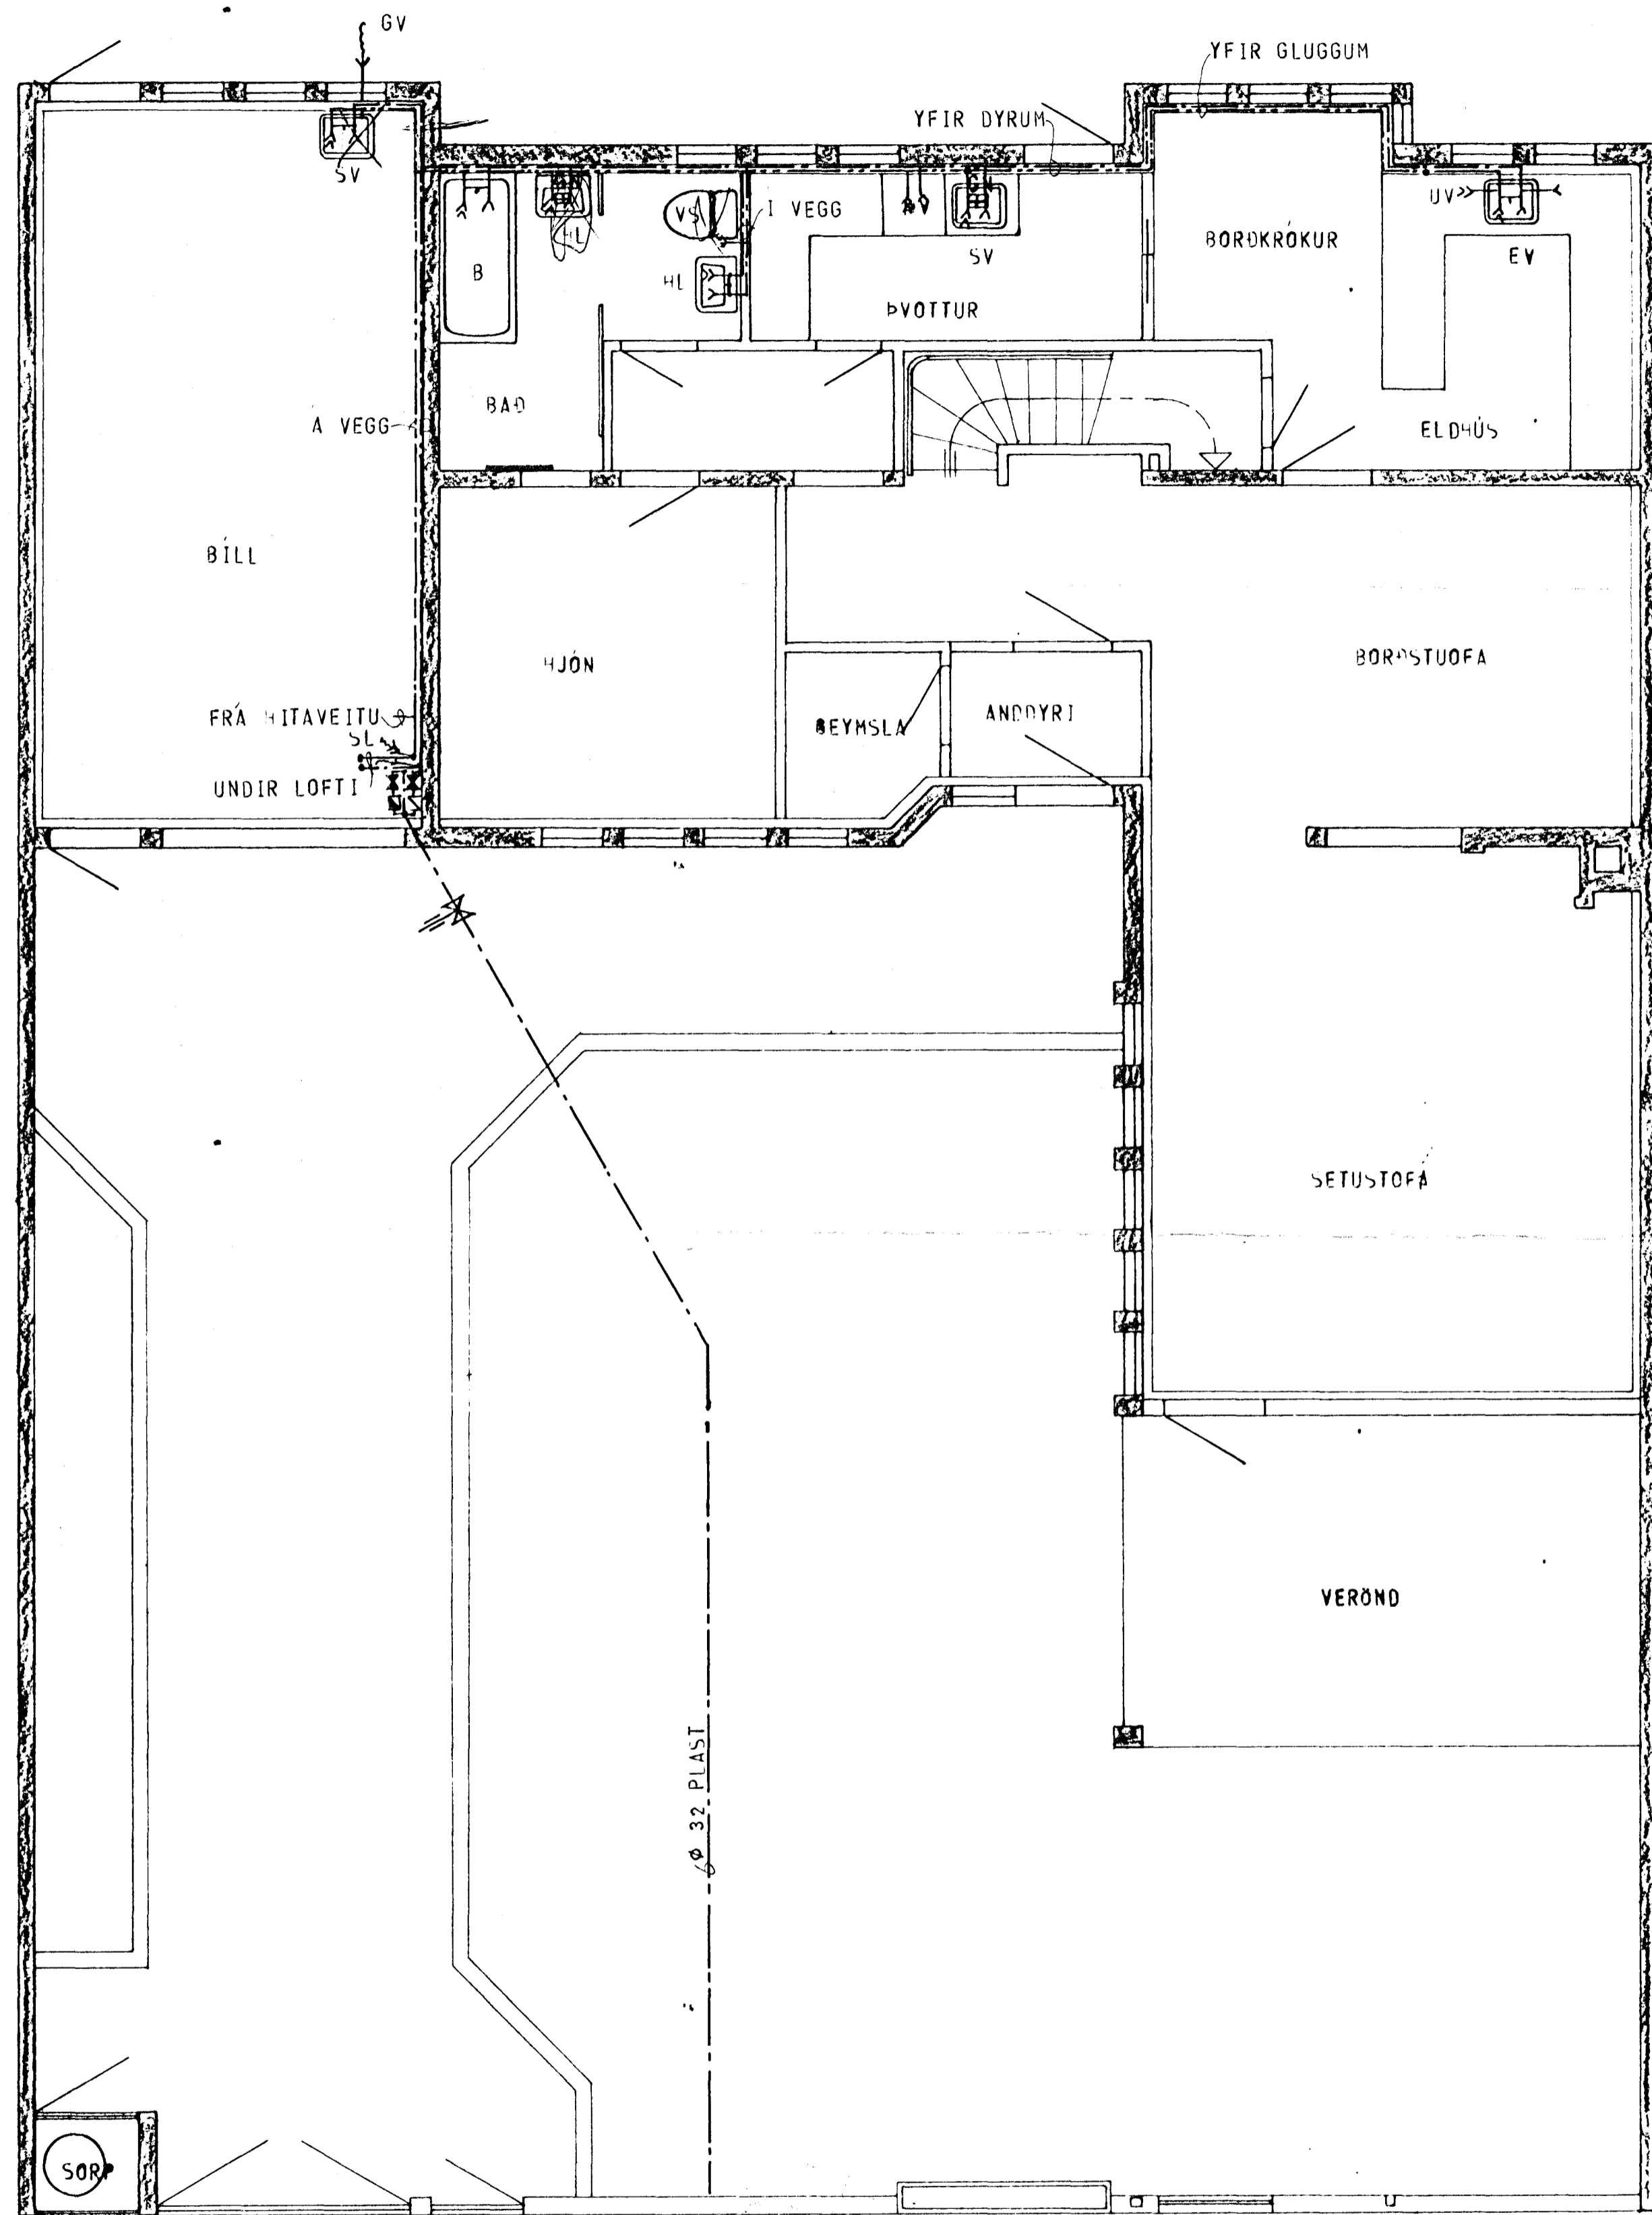 GV
YFIR GLUGGUM
YFIR DYRUM
SV
VS
I VEGG
HL
HL
B
SV
UV
EV
BORÐKRÓKUR
ÞVOTTUR
BAÐ
Á VEGG
ELDHÚS
BÍLL
HJÓN
BORÐSTUOFA
FRÁ HITAVEITU
SL
UNDIR LOFTI
GEYMSLA
ANDDYRI
SETUSTOFA
VERÖND
Ø 32 PLAST
SORP